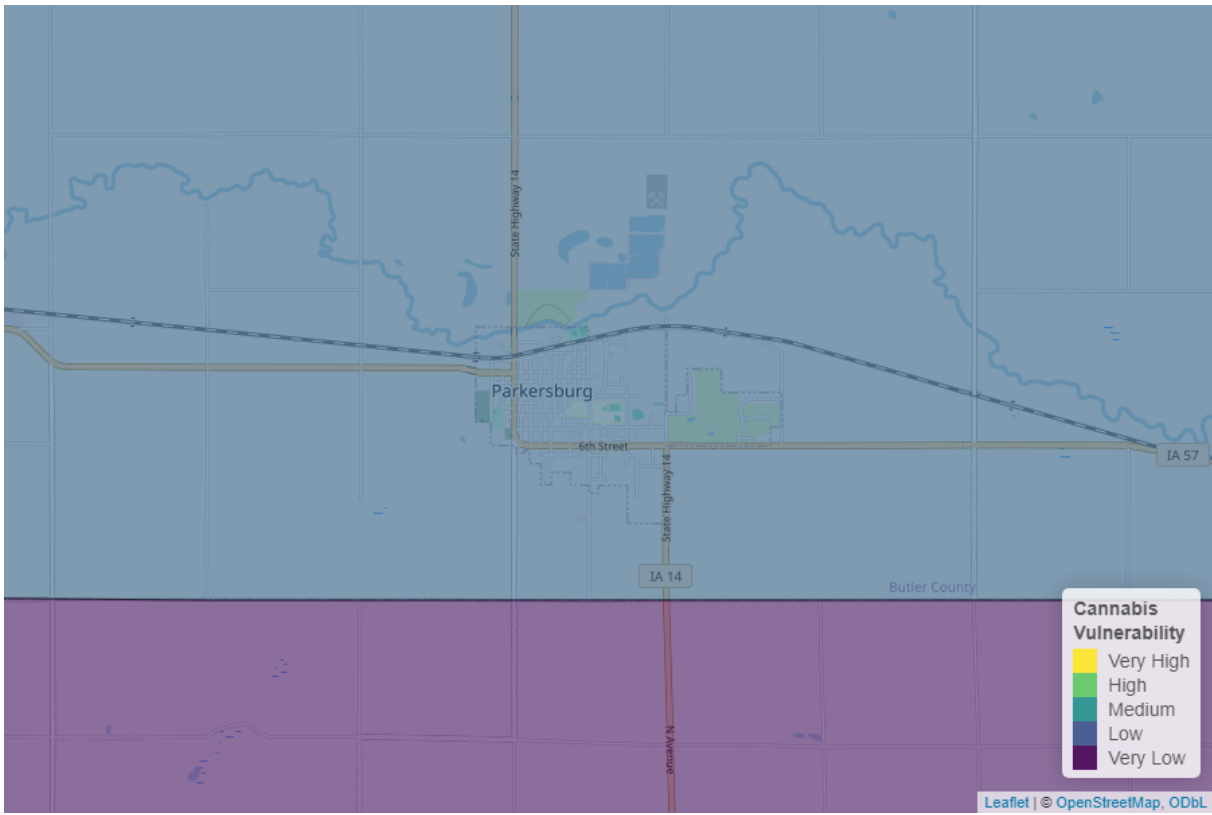 State Highway 14
Parkersburg
6th Street
IA 57
State Highway 14
IA 14
Butler County
N Avenue
Cannabis
Vulnerability
Very High
High
Medium
Low
Very Low
Leaflet | © OpenStreetMap, ODbL